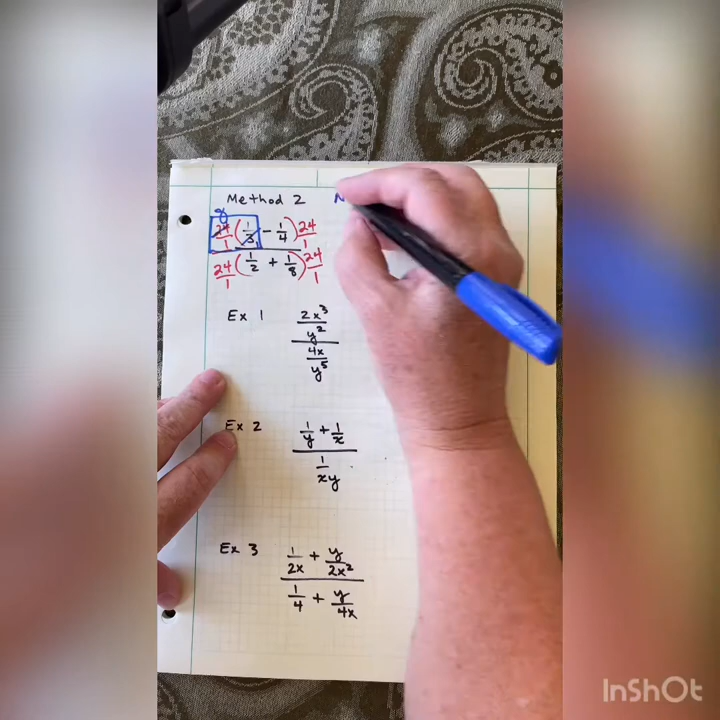 Method 2 N
8
24/1 (1/3 - 1/4) 24/1
24/1 (1/2 + 1/8) 24/1
Ex 1
2x³/y²
4x/y⁵
Ex 2
1/y + 1/x
1/xy
Ex 3
1/2x + y/2x²
1/4 + y/4x
InShOt